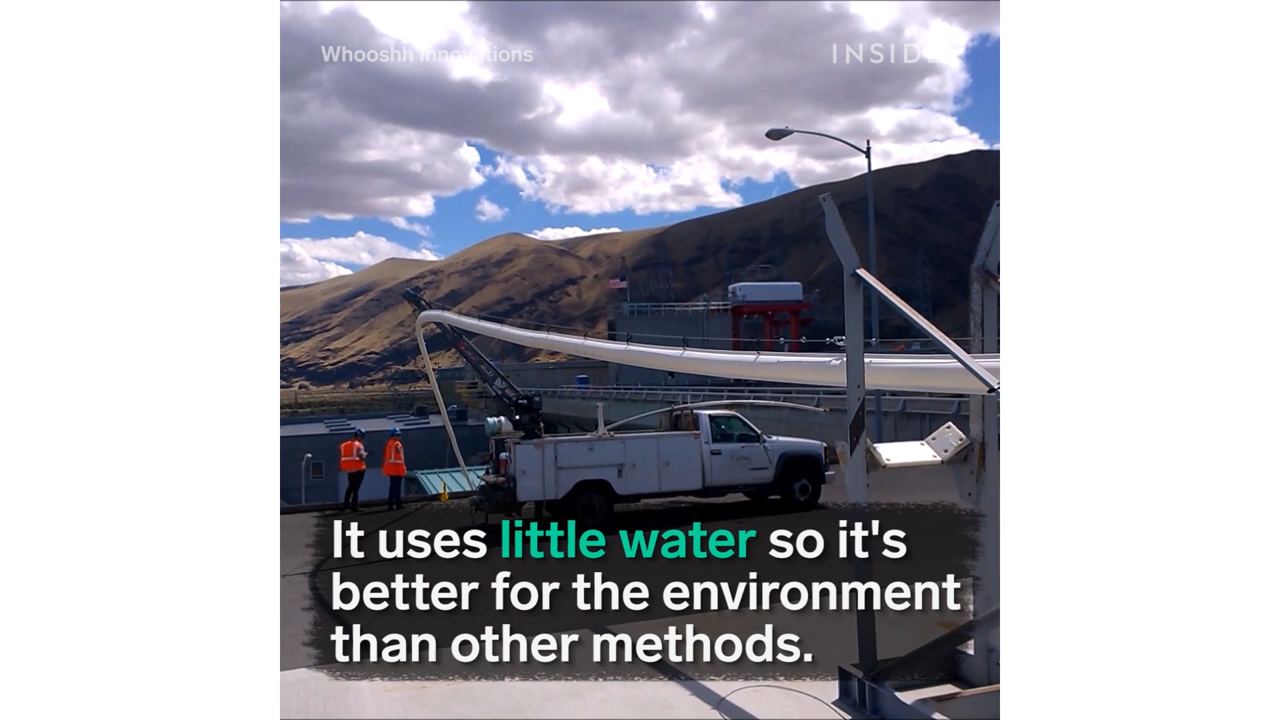 Whooshh Innovations
INSIDER
It uses little water so it's
better for the environment
than other methods.